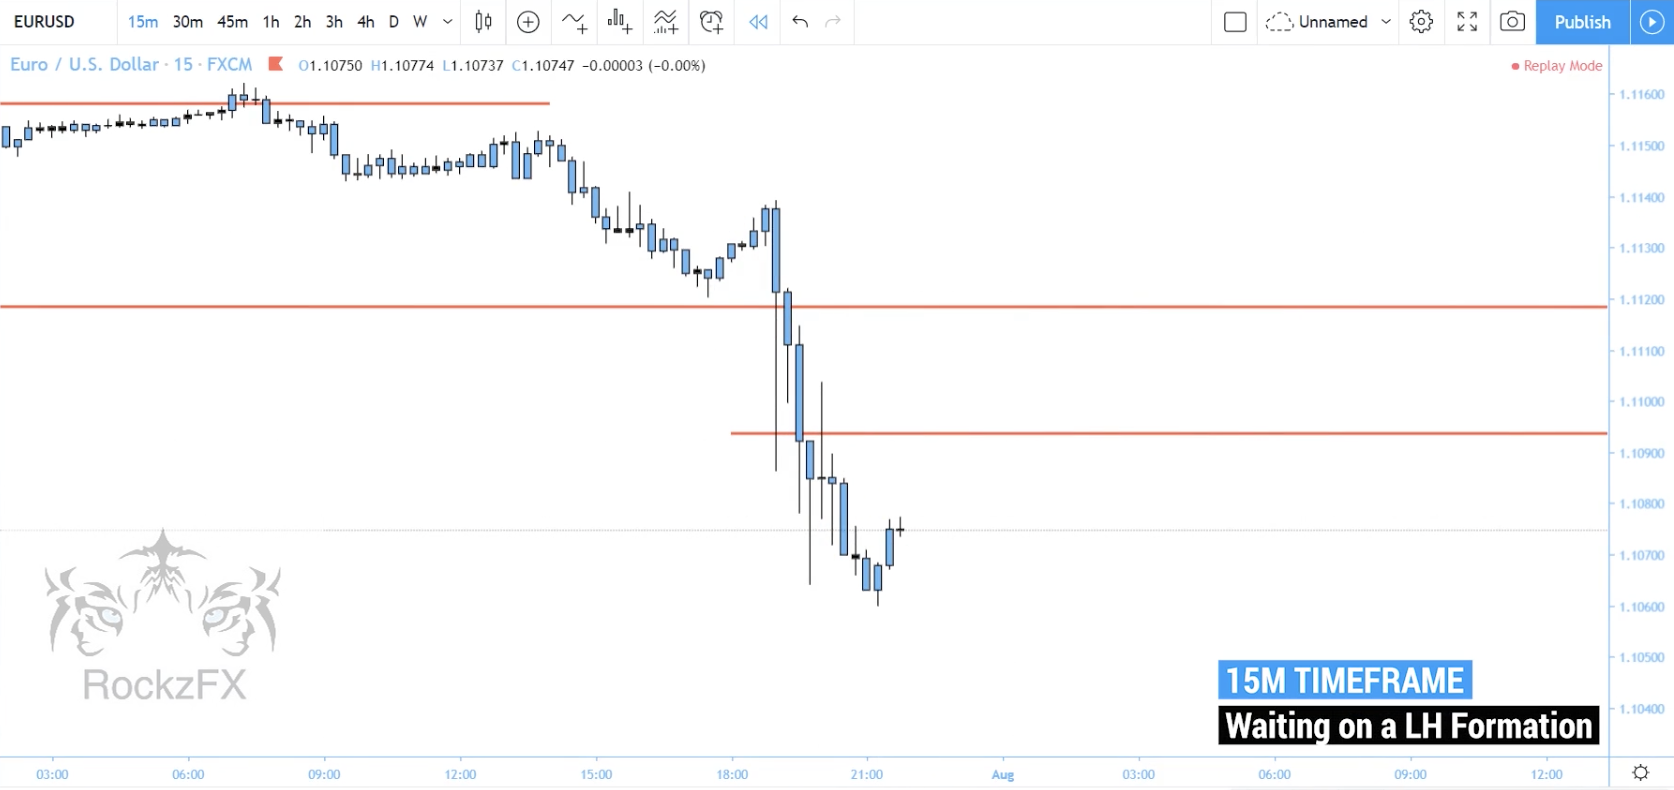 EURUSD 15m 30m 45m 1h 2h 3h 4h D W Unnamed Publish
Euro / U.S. Dollar · 15 · FXCM O1.10750 H1.10774 L1.10737 C1.10747 −0.00003 (−0.00%) Replay Mode
1.11600
1.11500
1.11400
1.11300
1.11200
1.11100
1.11000
1.10900
1.10800
1.10700
1.10600
1.10500
1.10400
RockzFX
15M TIMEFRAME
Waiting on a LH Formation
03:00 06:00 09:00 12:00 15:00 18:00 21:00 Aug 03:00 06:00 09:00 12:00